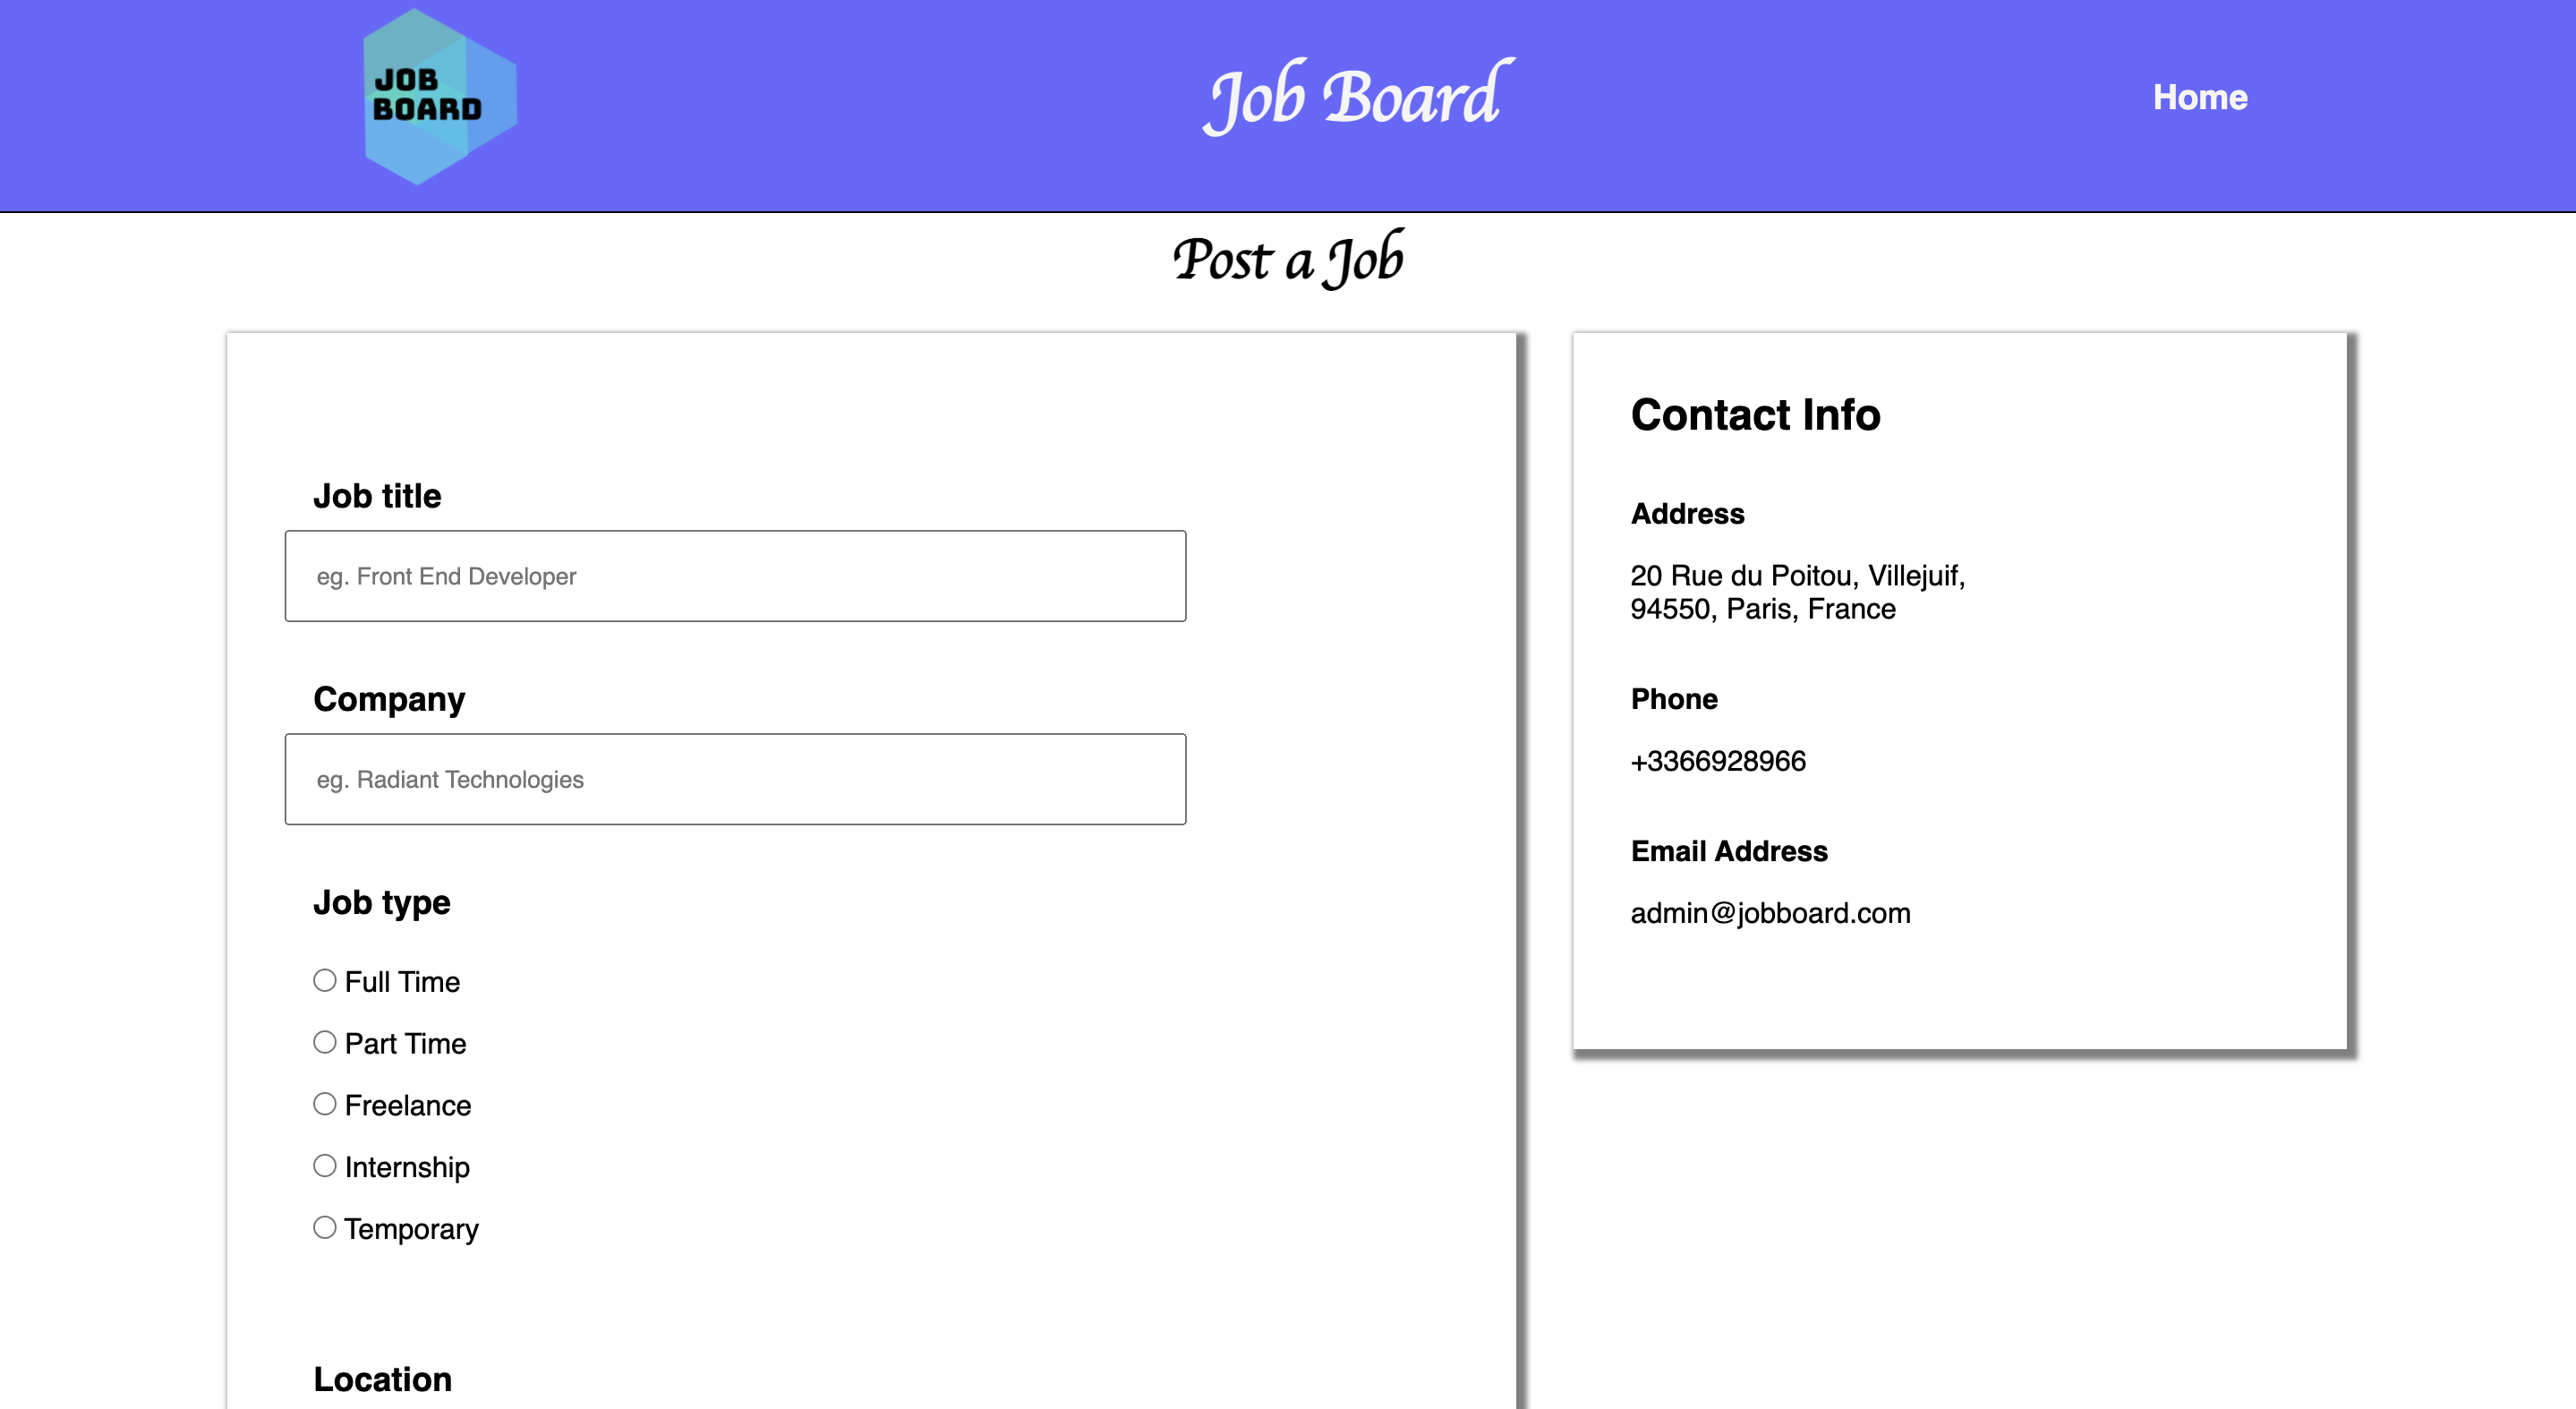 JOB
BOARD
Job Board
Home
Post a Job
Job title
eg. Front End Developer
Company
eg. Radiant Technologies
Job type
Full Time
Part Time
Freelance
Internship
Temporary
Location
Contact Info
Address
20 Rue du Poitou, Villejuif,
94550, Paris, France
Phone
+3366928966
Email Address
admin@jobboard.com